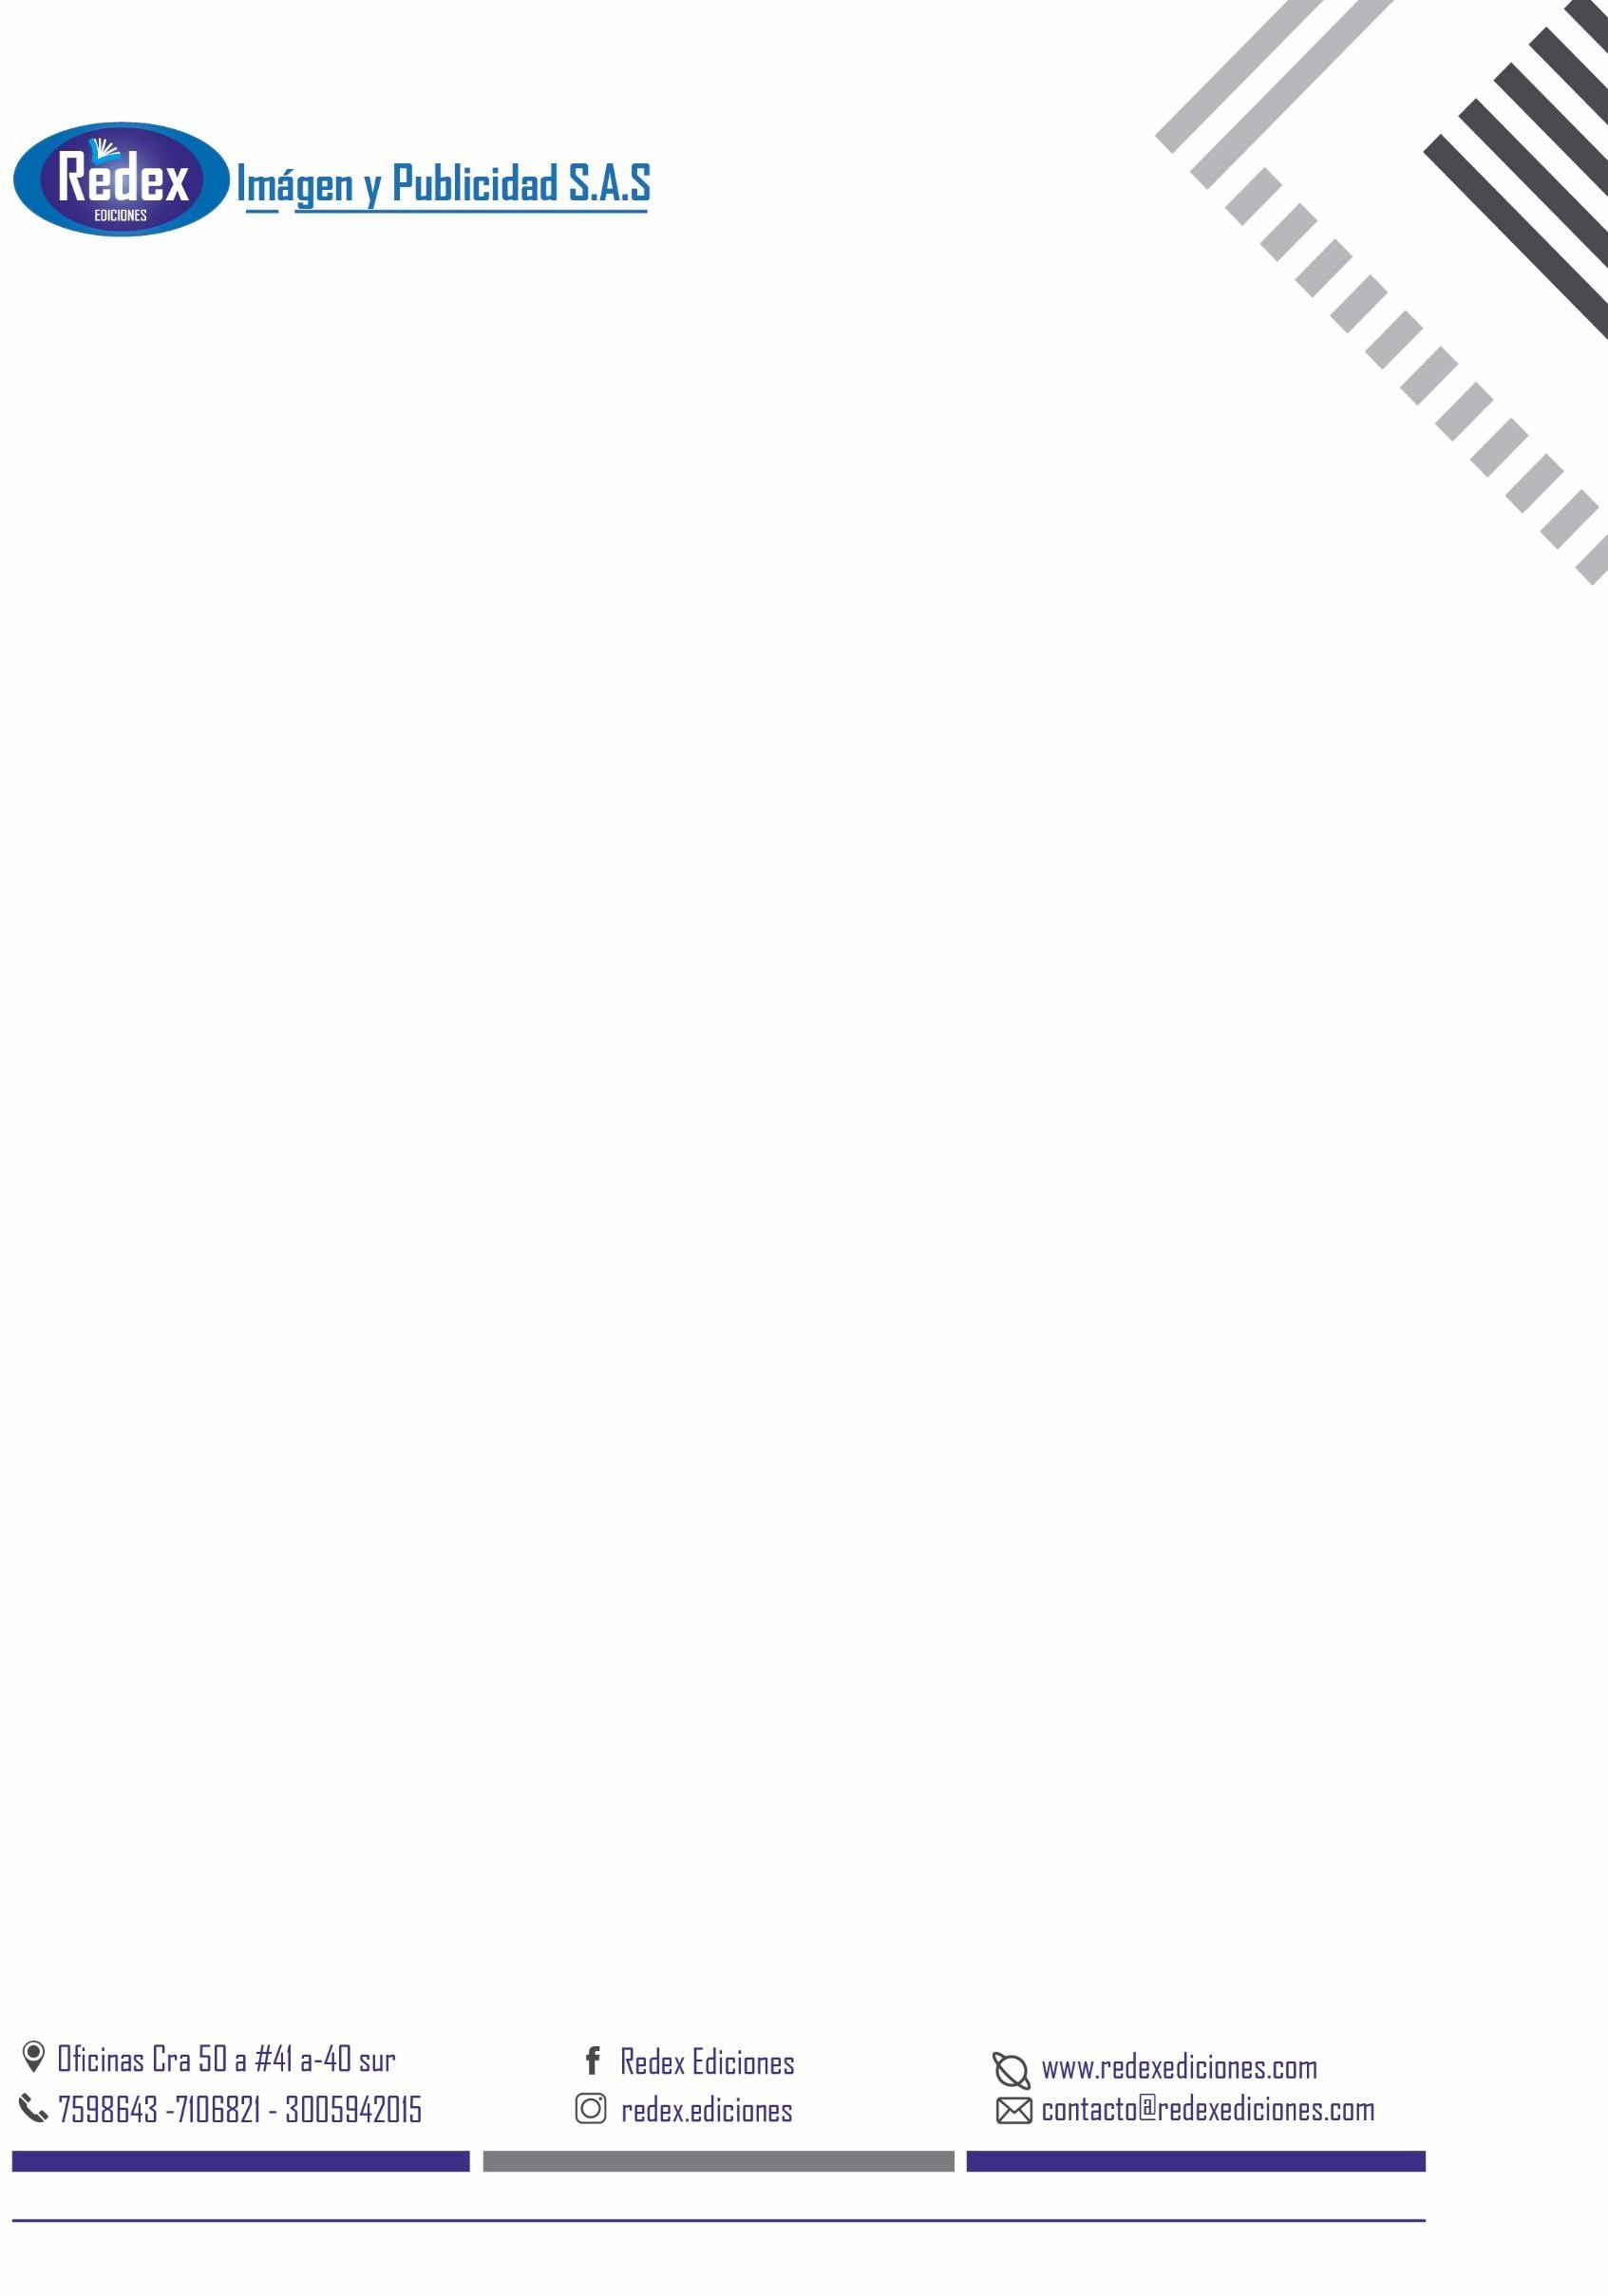 Redex
EDICIONES
Imágen y Publicidad S.A.S
Oficinas Cra 50 a #41 a-40 sur
7598643 -7106821 - 3005942015
Redex Ediciones
redex.ediciones
www.redexediciones.com
contacto@redexediciones.com